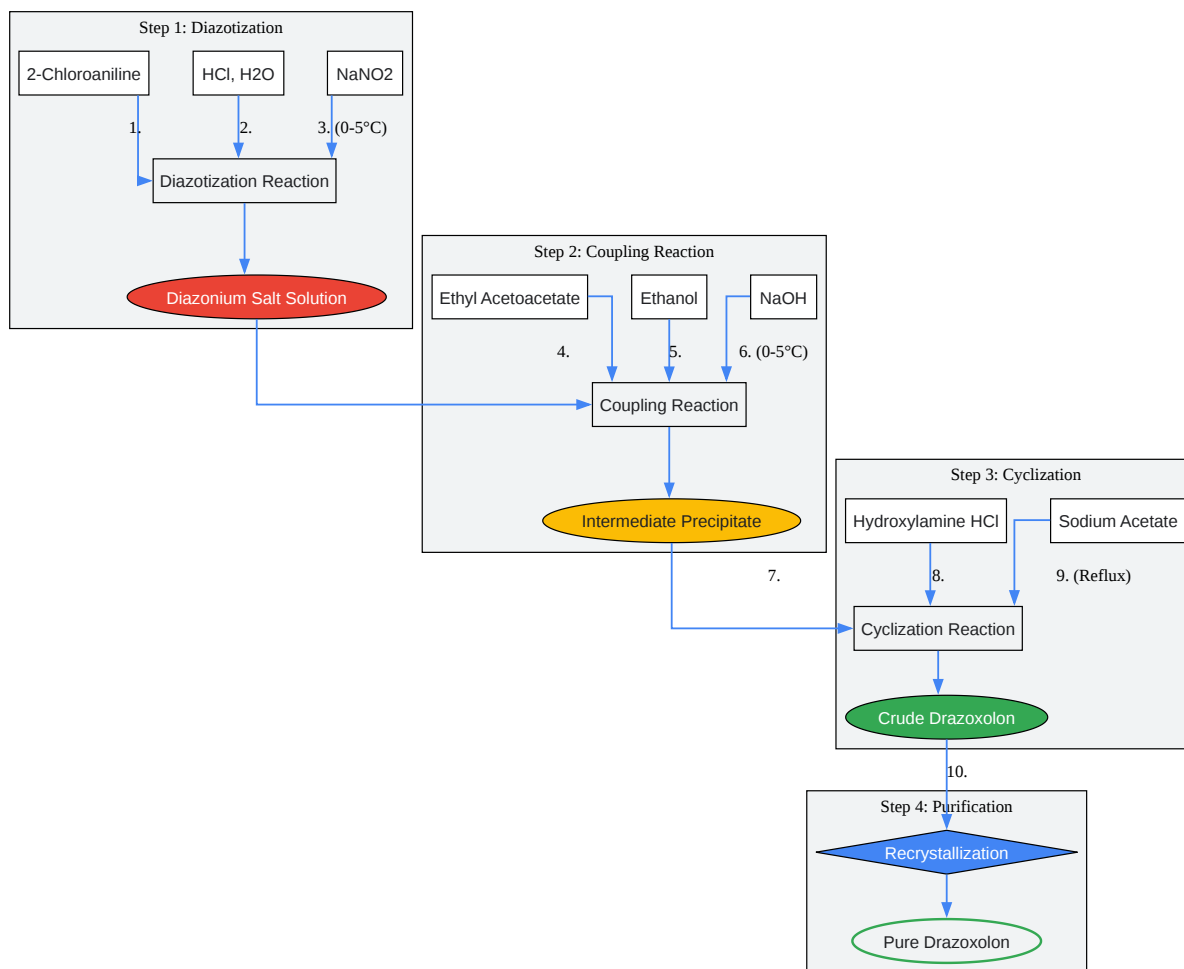 Step 1: Diazotization
2-Chloroaniline
HCl, H2O
NaNO2
1.
2.
3. (0-5°C)
Diazotization Reaction
Diazonium Salt Solution
Step 2: Coupling Reaction
Ethyl Acetoacetate
Ethanol
NaOH
4.
5.
6. (0-5°C)
Coupling Reaction
Intermediate Precipitate
7.
Step 3: Cyclization
Hydroxylamine HCl
Sodium Acetate
8.
9. (Reflux)
Cyclization Reaction
Crude Drazoxolon
10.
Step 4: Purification
Recrystallization
Pure Drazoxolon